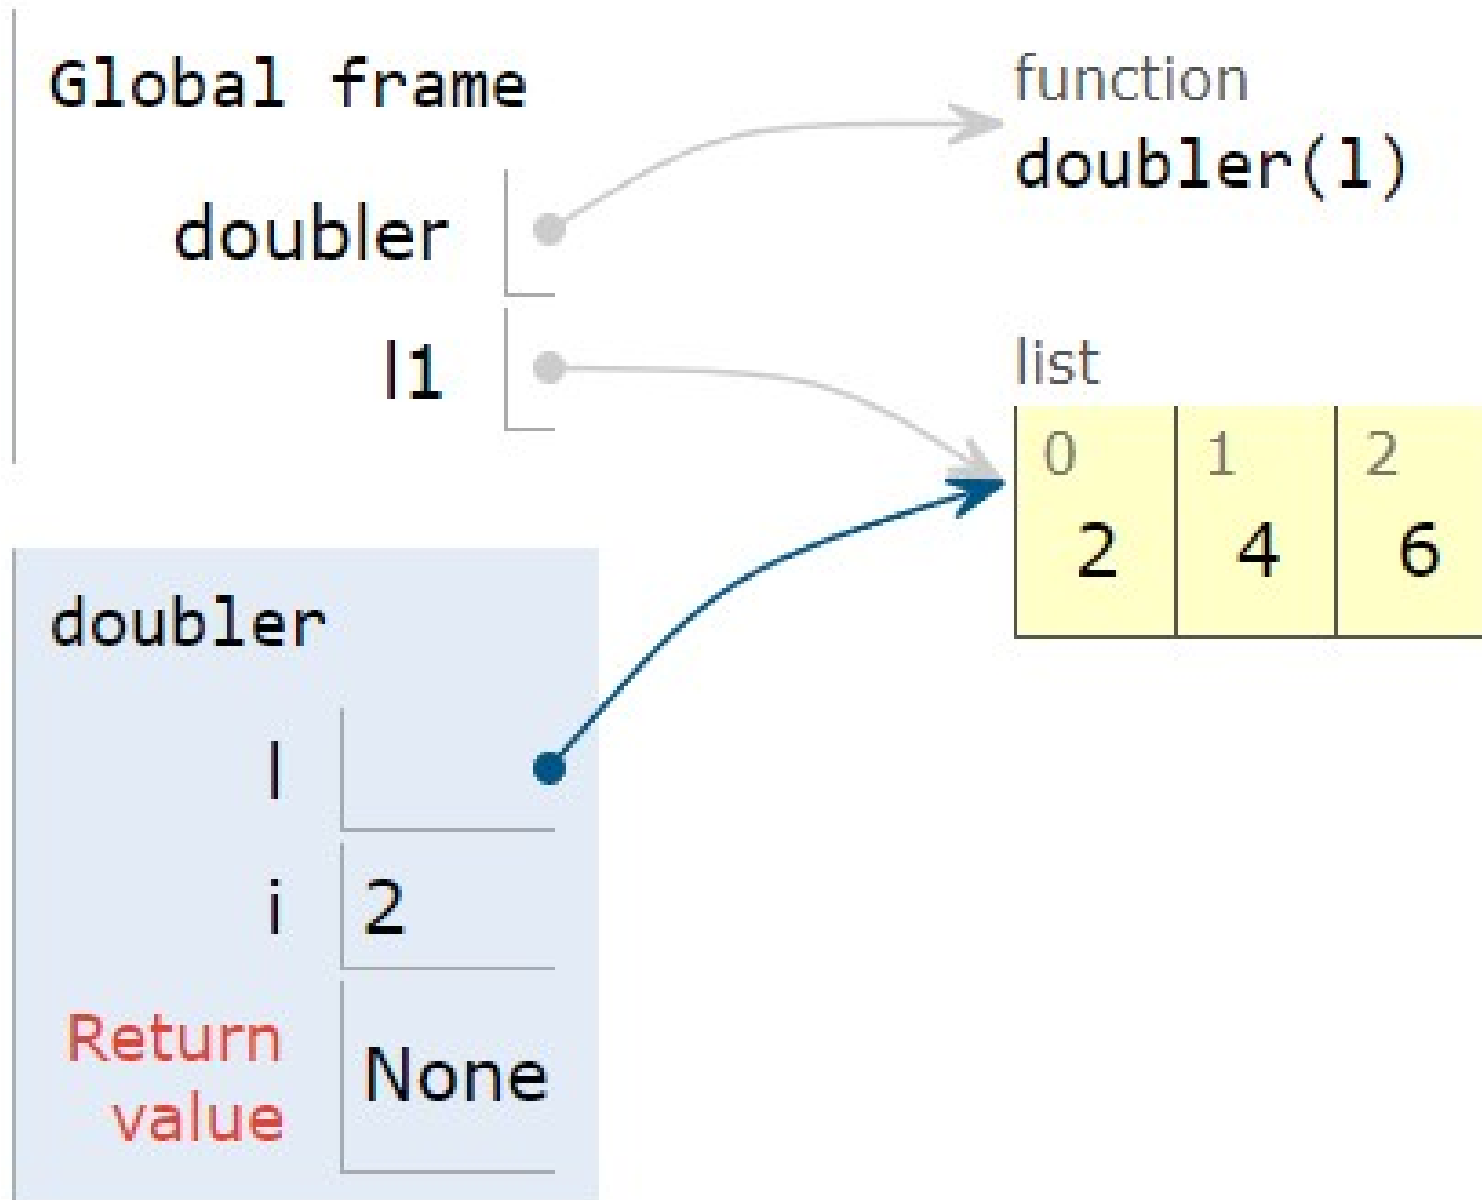 Global frame
function
doubler(l)
doubler
l1
list
0 1 2
2 4 6
doubler
l
i 2
Return
value
None